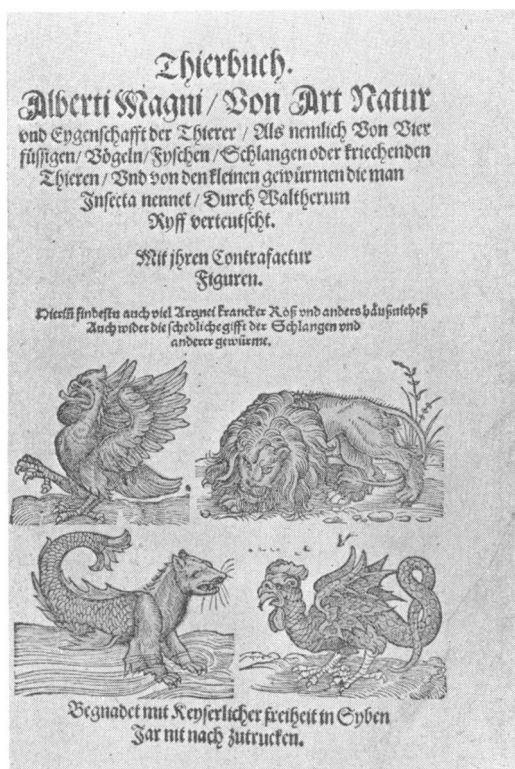 Thierbuch.
Alberti Magni / Von Art Natur
vnd Eygenschafft der Thierer / Als nemlich Von Vier
füssigen / Vögeln / Fyschen / Schlangen oder kriechenden
Thieren / Vnd von den kleinen gewürmen die man
Insecta nennet / Durch Waltherum
Ryff verteutscht.
Mit jhren Contrafactur
Figuren.
Hierin findestu auch viel Artznei krancker Roß vnd anders
Auch wider die schedliche gifft der Schlangen vnd
anderer gewürme.
Begnadet mit Keyserlicher freiheit in Syben
Jar nit nach zutrucken.